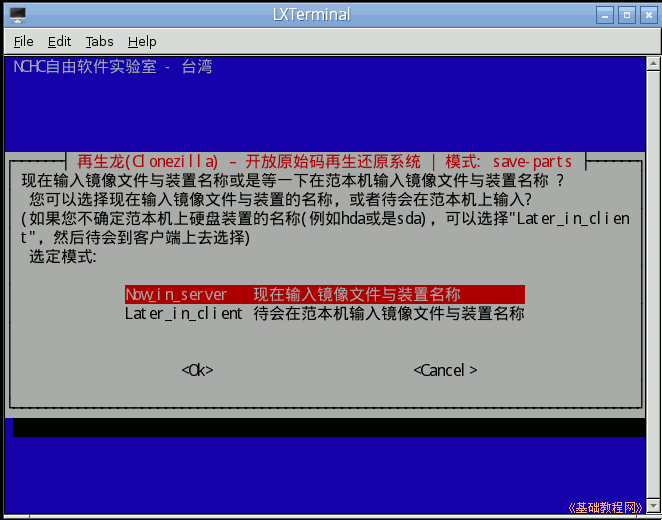 LXTerminal
File Edit Tabs Help
NCHC自由软件实验室 - 台湾
再生龙(Clonezilla) – 开放原始码再生还原系统 | 模式: save-parts
现在输入镜像文件与装置名称或是等一下在范本机输入镜像文件与装置名称 ?
您可以选择现在输入镜像文件与装置的名称，或者待会在范本机上输入?
(如果您不确定范本机上硬盘装置的名称(例如hda或是sda)，可以选择"Later_in_clien
t"，然后待会到客户端上去选择)
选定模式:
Now_in_server 现在输入镜像文件与装置名称
Later_in_client 待会在范本机输入镜像文件与装置名称
<Ok> <Cancel>
《基础教程网》